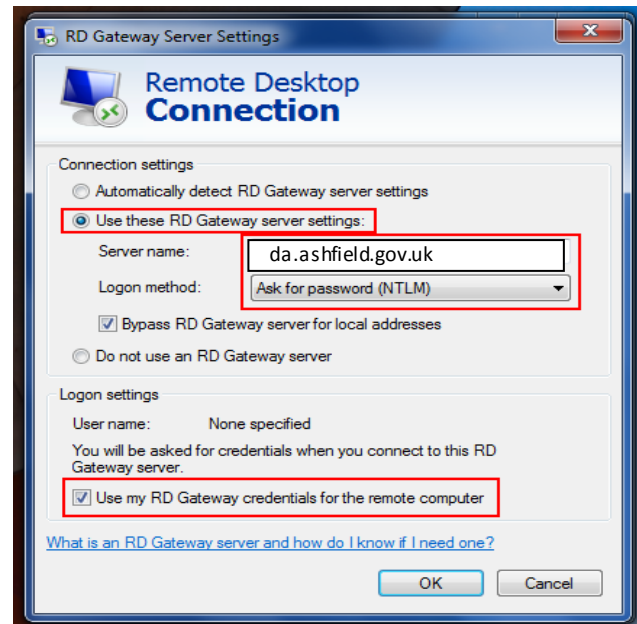 RD Gateway Server Settings
Remote Desktop
Connection
Connection settings
Automatically detect RD Gateway server settings
Use these RD Gateway server settings:
Server name: da.ashfield.gov.uk
Logon method: Ask for password (NTLM)
Bypass RD Gateway server for local addresses
Do not use an RD Gateway server
Logon settings
User name: None specified
You will be asked for credentials when you connect to this RD
Gateway server.
Use my RD Gateway credentials for the remote computer
What is an RD Gateway server and how do I know if I need one?
OK Cancel